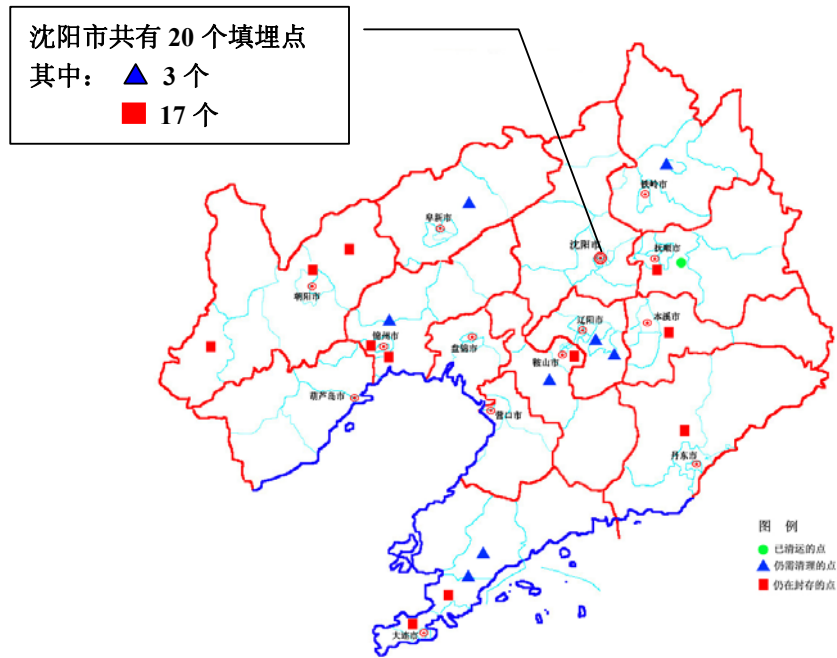 沈阳市共有 20 个填埋点
其中： 3 个
17 个
铁岭市
阜新市
沈阳市
抚顺市
朝阳市
本溪市
辽阳市
锦州市
盘锦市
鞍山市
葫芦岛市
营口市
丹东市
大连市
图 例
已清运的点
仍需清理的点
仍在封存的点